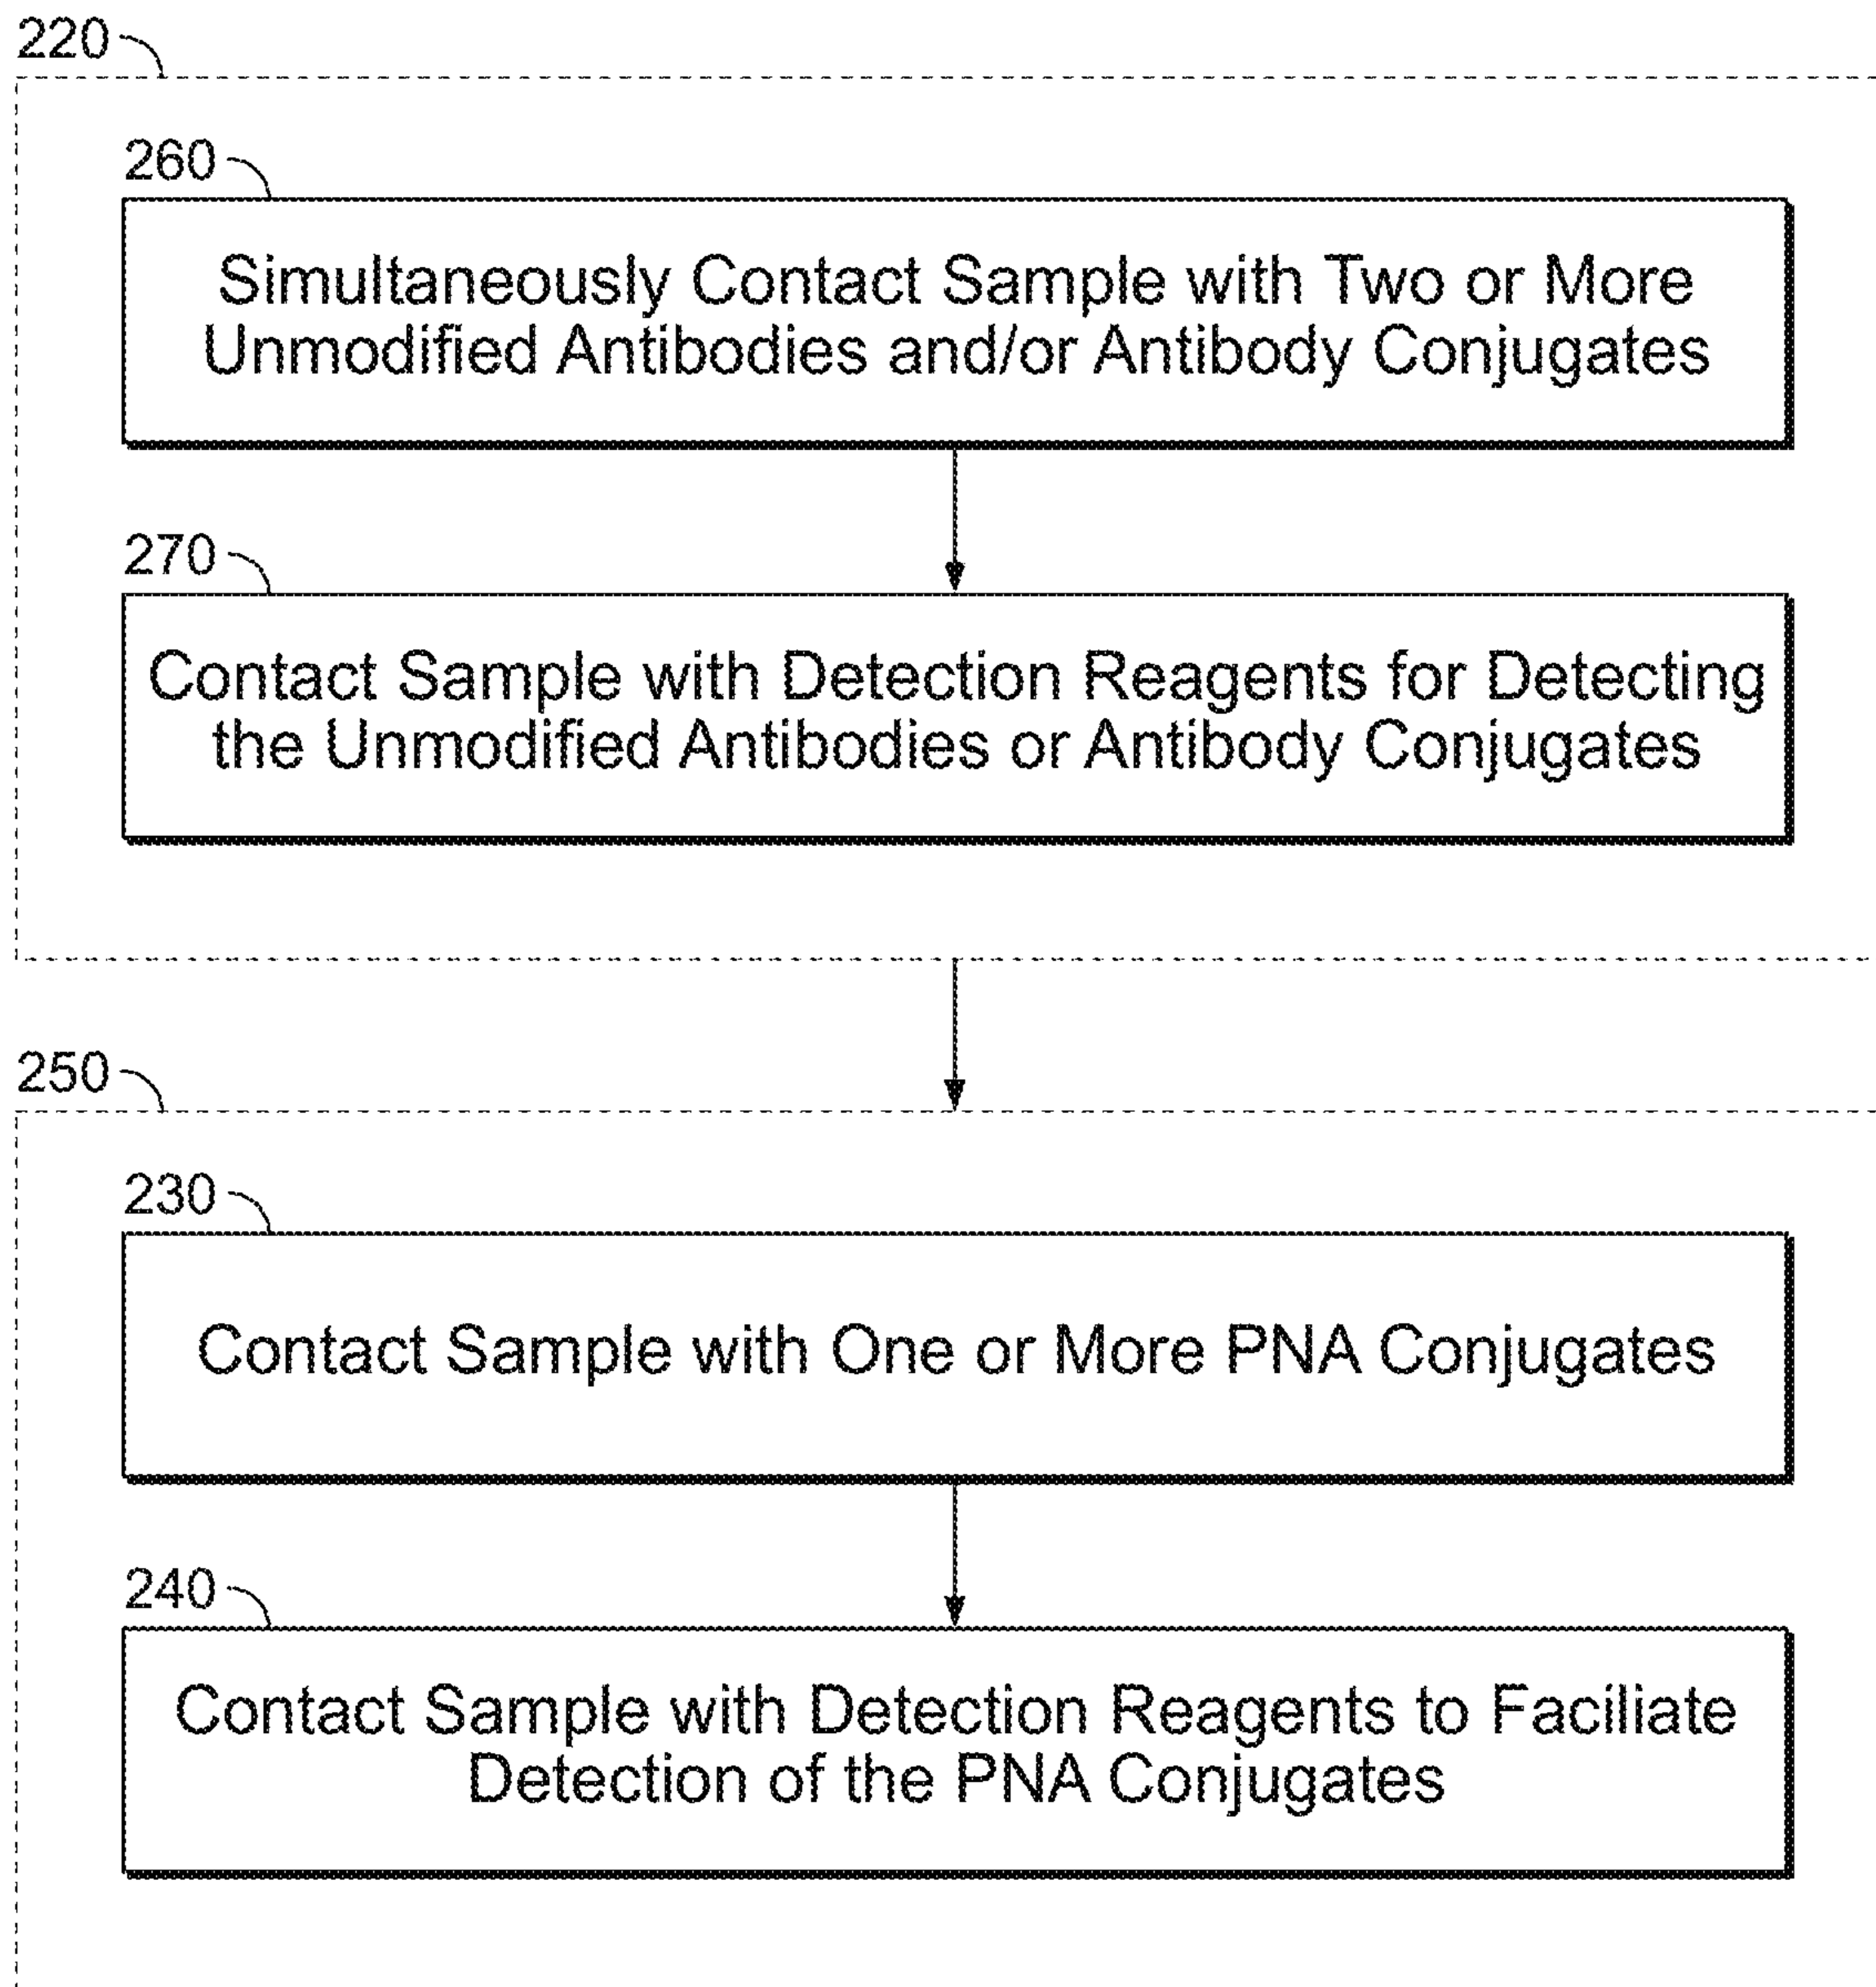 220
260
Simultaneously Contact Sample with Two or More
Unmodified Antibodies and/or Antibody Conjugates
270
Contact Sample with Detection Reagents for Detecting
the Unmodified Antibodies or Antibody Conjugates
250
230
Contact Sample with One or More PNA Conjugates
240
Contact Sample with Detection Reagents to Faciliate
Detection of the PNA Conjugates